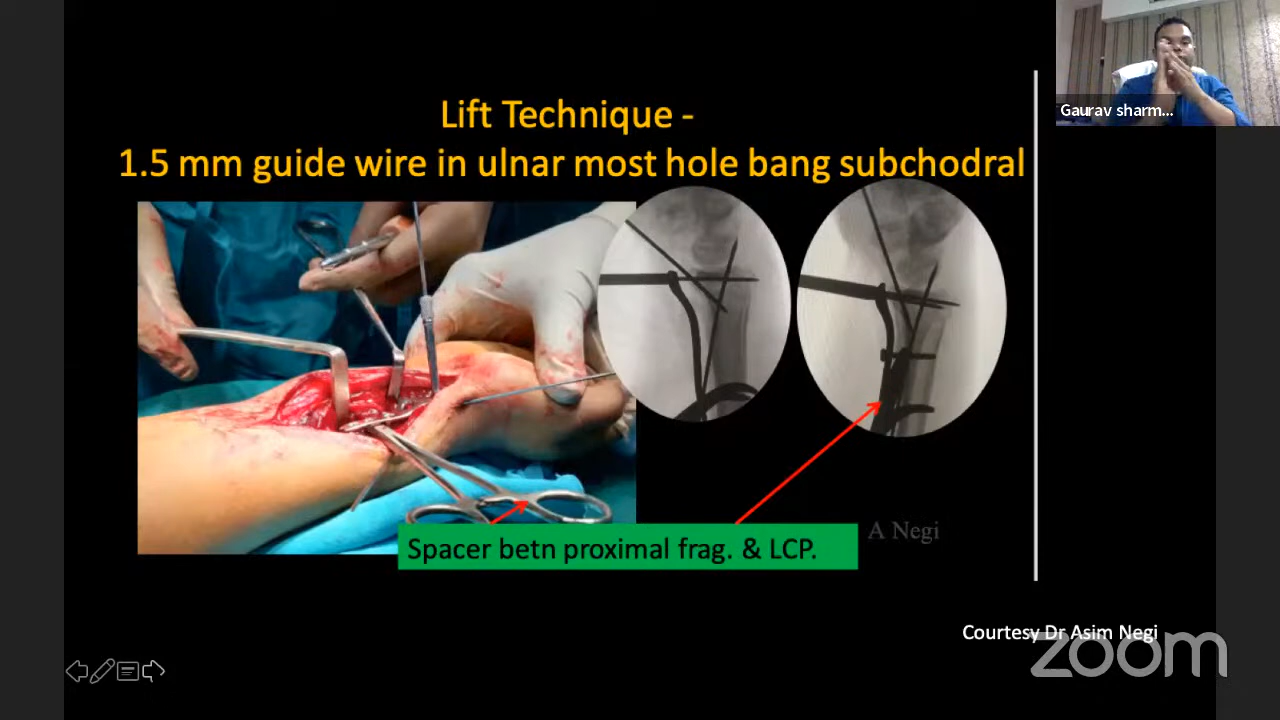 Gaurav sharm...
Lift Technique -
1.5 mm guide wire in ulnar most hole bang subchodral
Spacer betn proximal frag. & LCP.
A Negi
Courtesy Dr Asim Negi
zoom